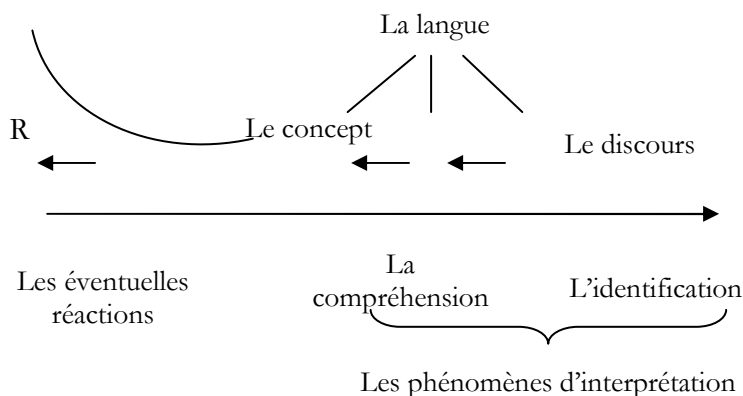 La langue
R
Le concept
Le discours
Les éventuelles
réactions
La
compréhension
L’identification
Les phénomènes d’interprétation